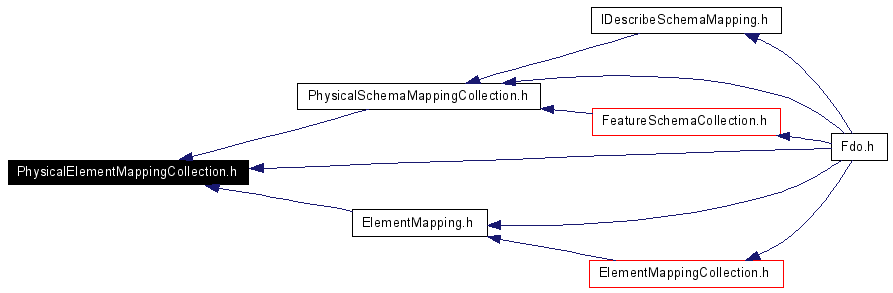 IDescribeSchemaMapping.h
PhysicalSchemaMappingCollection.h
FeatureSchemaCollection.h
Fdo.h
PhysicalElementMappingCollection.h
ElementMapping.h
ElementMappingCollection.h